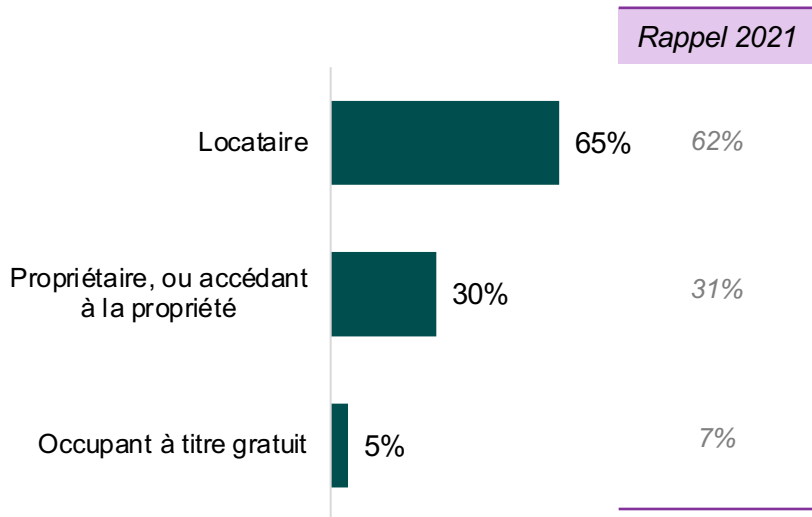 Rappel 2021
Locataire
65%
62%
Propriétaire, ou accédant
à la propriété
30%
31%
Occupant à titre gratuit
5%
7%